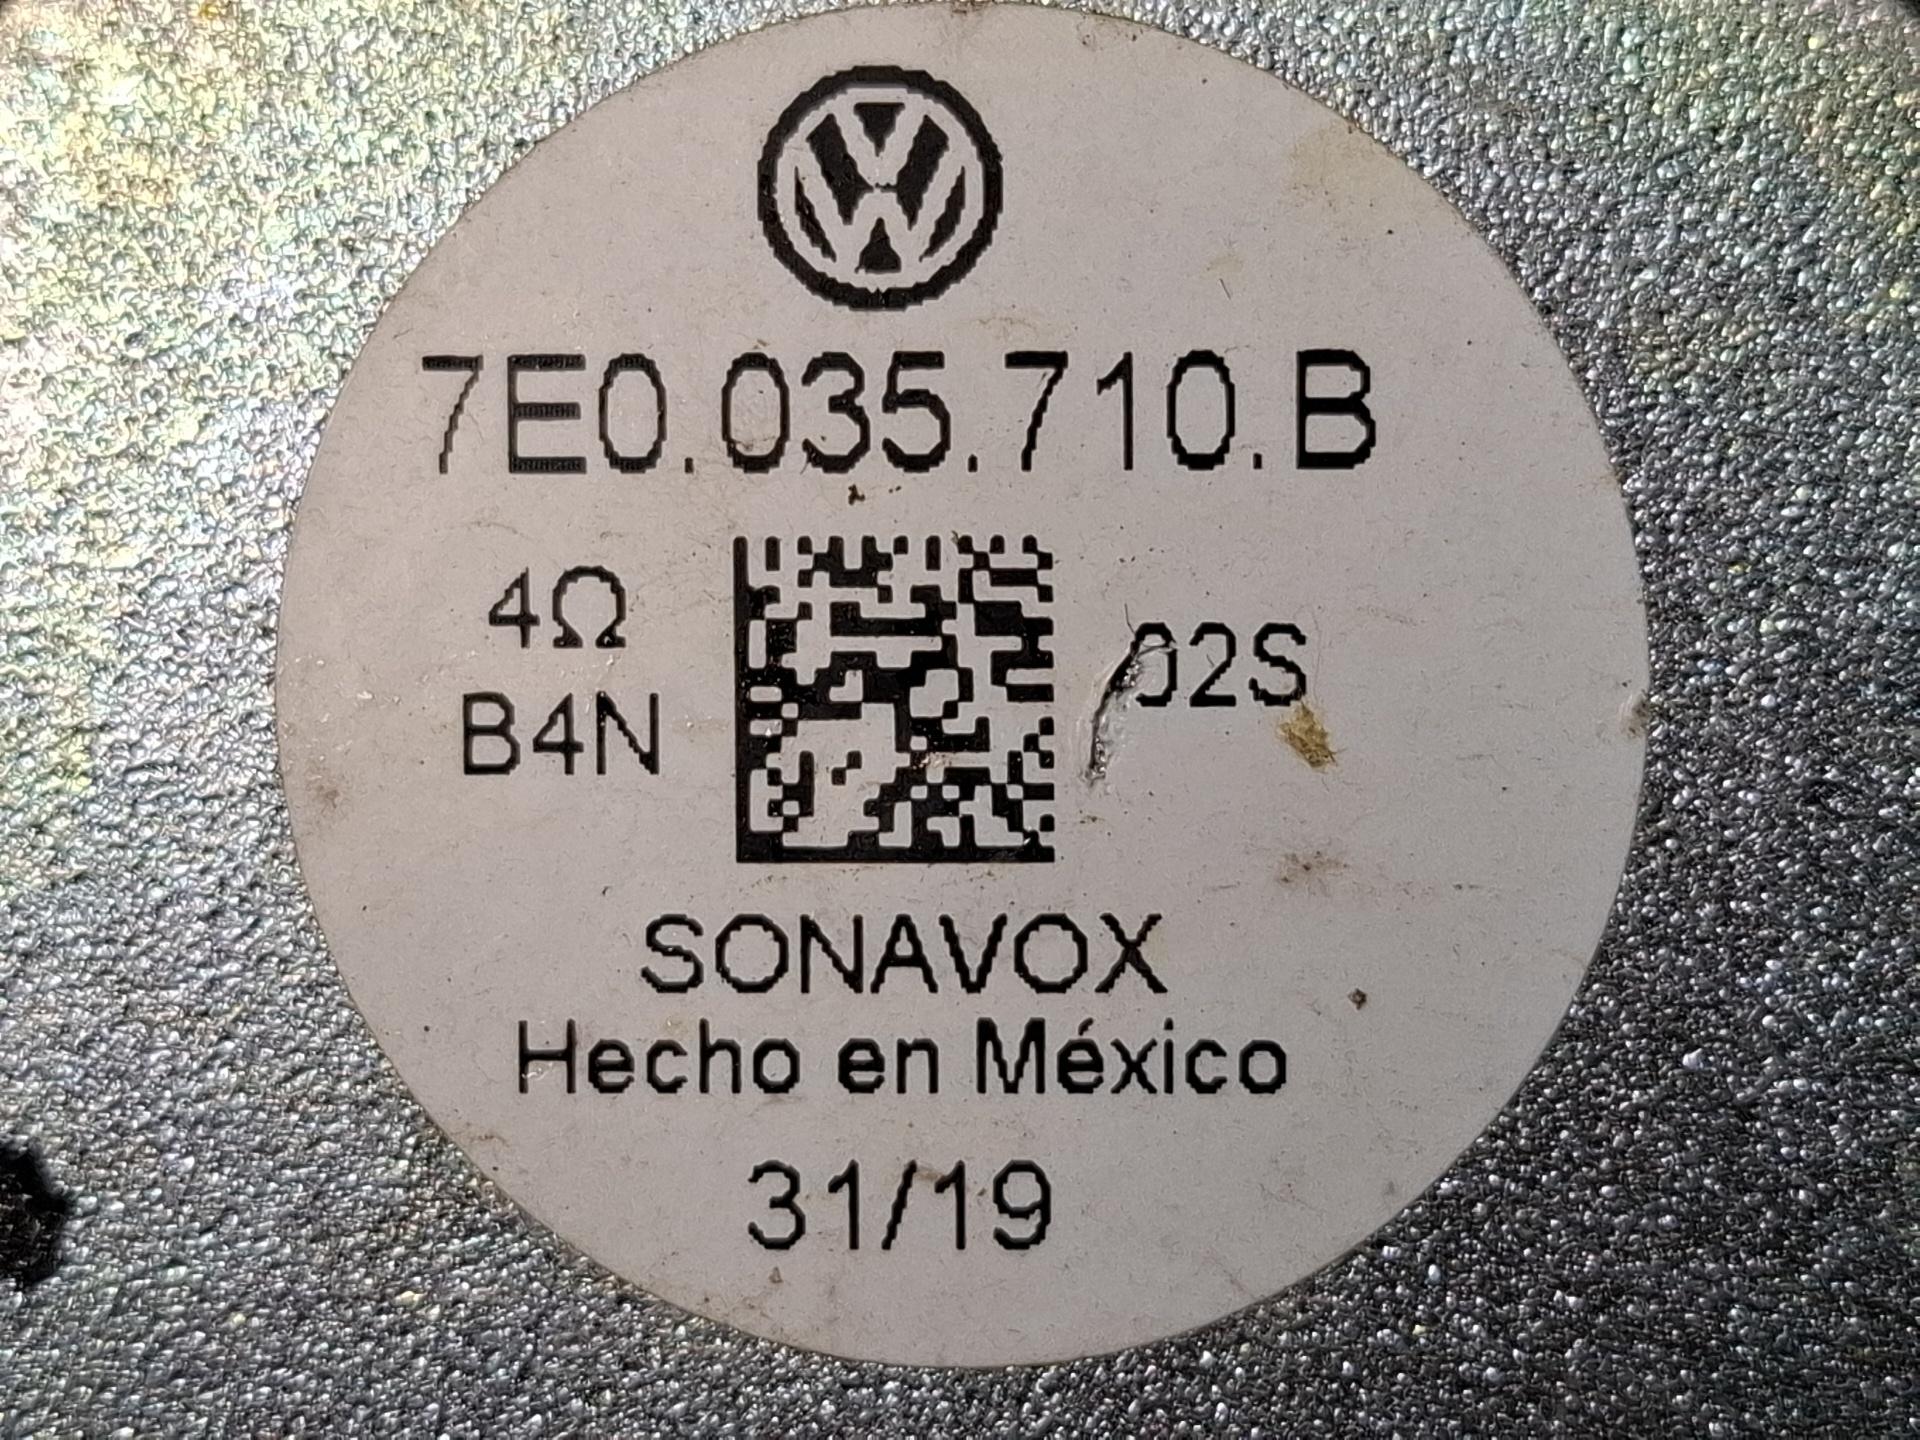 7E0.035.710.B
4Ω
B4N
02S
SONAVOX
Hecho en México
31/19